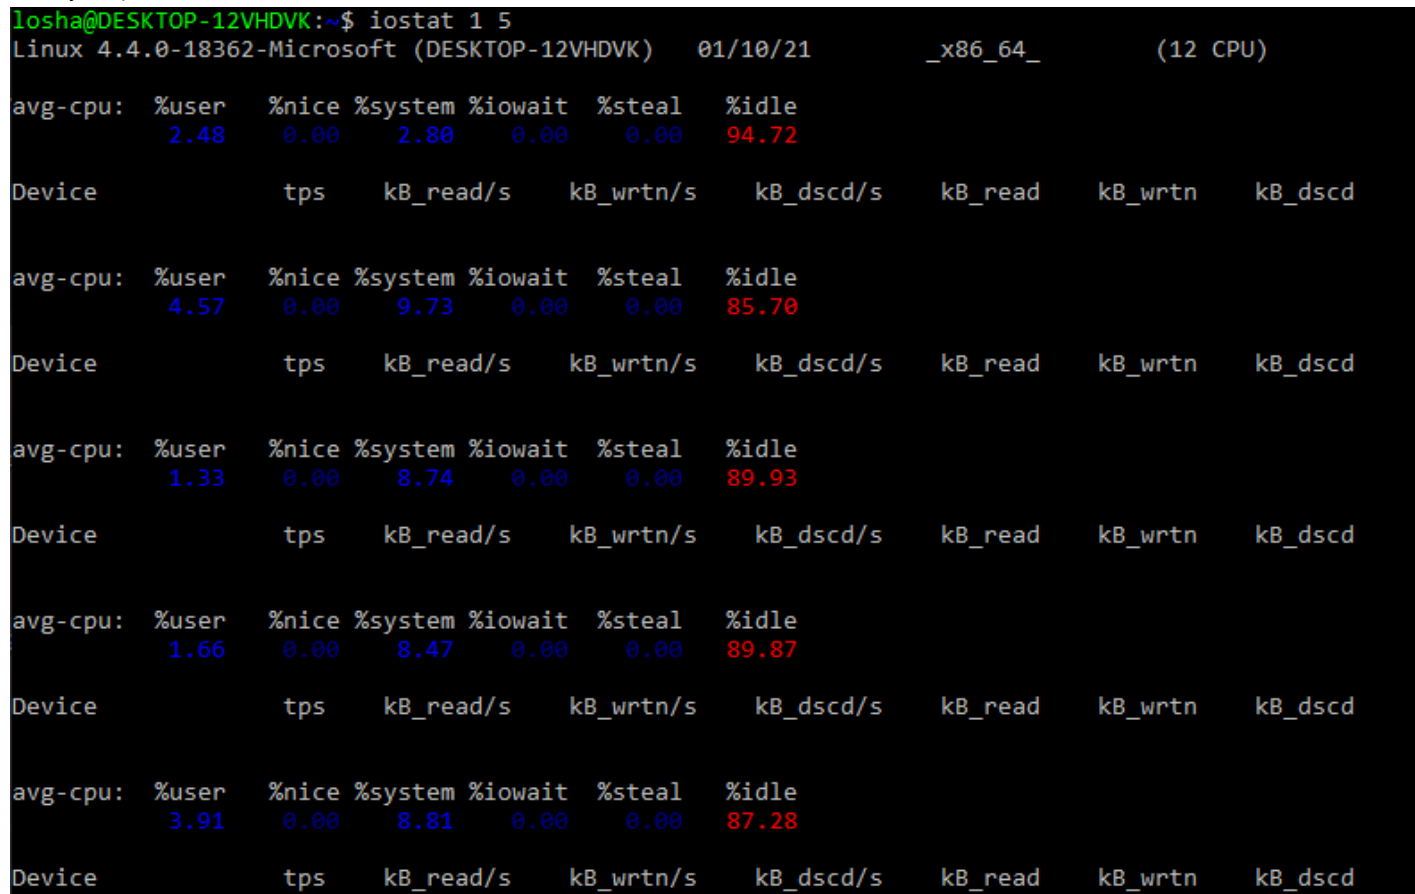 losha@DESKTOP-12VHDVK:~$ iostat 1 5
Linux 4.4.0-18362-Microsoft (DESKTOP-12VHDVK) 01/10/21 _x86_64_ (12 CPU)
avg-cpu: %user %nice %system %iowait %steal %idle
2.48 0.00 2.80 0.00 0.00 94.72
Device tps kB_read/s kB_wrtn/s kB_dscd/s kB_read kB_wrtn kB_dscd
avg-cpu: %user %nice %system %iowait %steal %idle
4.57 0.00 9.73 0.00 0.00 85.70
Device tps kB_read/s kB_wrtn/s kB_dscd/s kB_read kB_wrtn kB_dscd
avg-cpu: %user %nice %system %iowait %steal %idle
1.33 0.00 8.74 0.00 0.00 89.93
Device tps kB_read/s kB_wrtn/s kB_dscd/s kB_read kB_wrtn kB_dscd
avg-cpu: %user %nice %system %iowait %steal %idle
1.66 0.00 8.47 0.00 0.00 89.87
Device tps kB_read/s kB_wrtn/s kB_dscd/s kB_read kB_wrtn kB_dscd
avg-cpu: %user %nice %system %iowait %steal %idle
3.91 0.00 8.81 0.00 0.00 87.28
Device tps kB_read/s kB_wrtn/s kB_dscd/s kB_read kB_wrtn kB_dscd